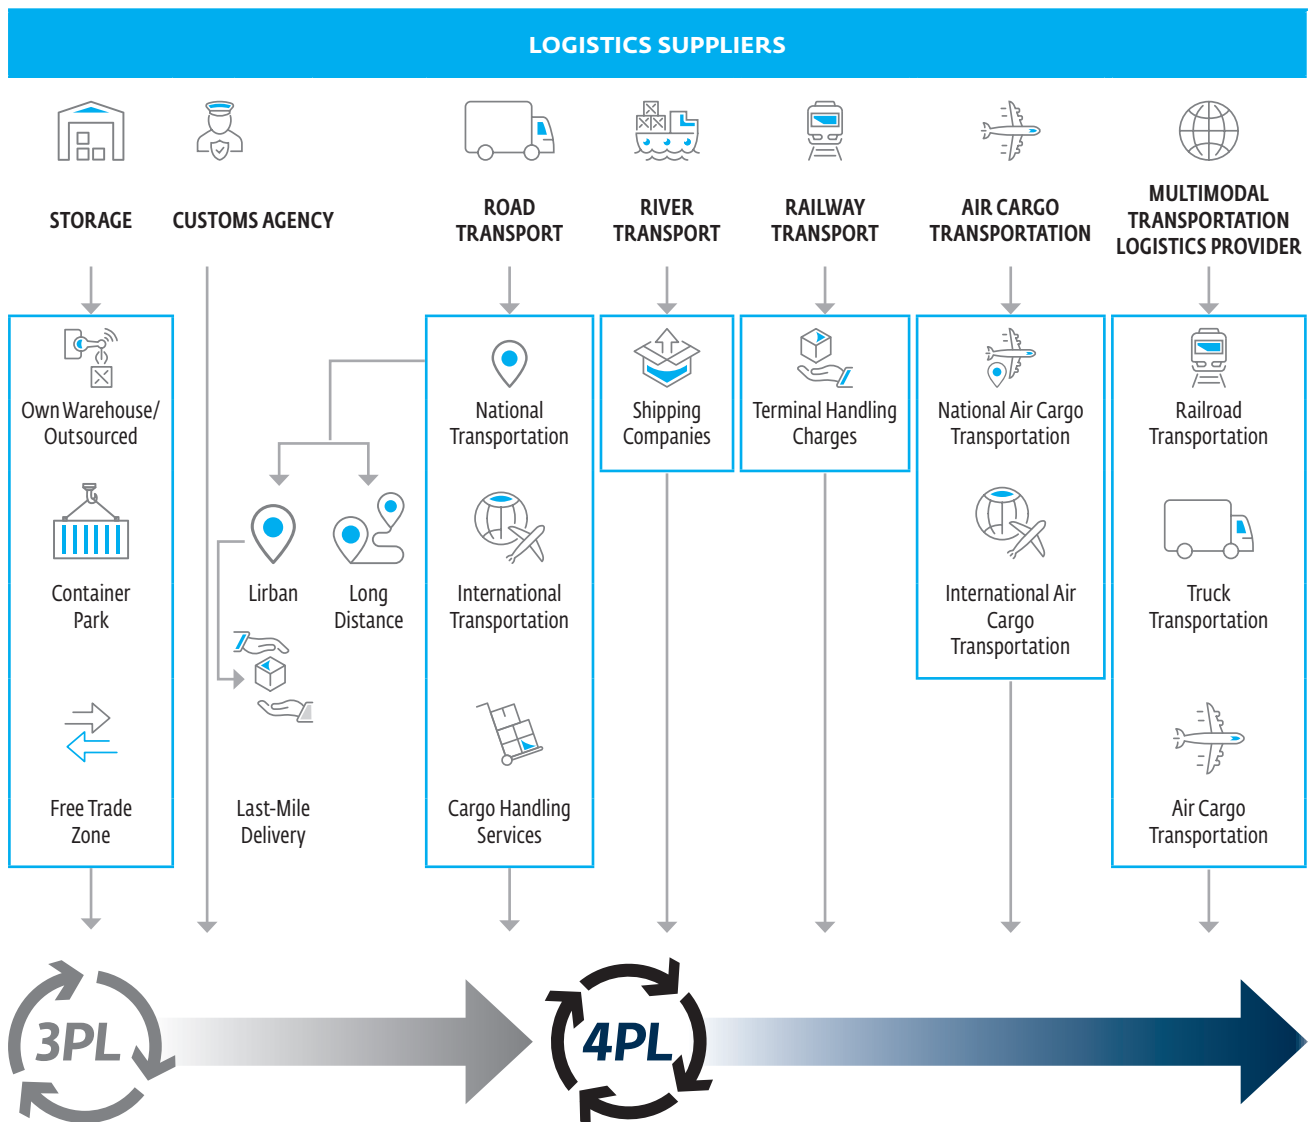 LOGISTICS SUPPLIERS
STORAGE
CUSTOMS AGENCY
ROAD
TRANSPORT
RIVER
TRANSPORT
RAILWAY
TRANSPORT
AIR CARGO
TRANSPORTATION
MULTIMODAL
TRANSPORTATION
LOGISTICS PROVIDER
Own Warehouse/
Outsourced
Container
Park
Free Trade
Zone
Lirban
Long
Distance
Last-Mile
Delivery
National
Transportation
International
Transportation
Cargo Handling
Services
Shipping
Companies
Terminal Handling
Charges
National Air Cargo
Transportation
International Air
Cargo
Transportation
Railroad
Transportation
Truck
Transportation
Air Cargo
Transportation
3PL
4PL